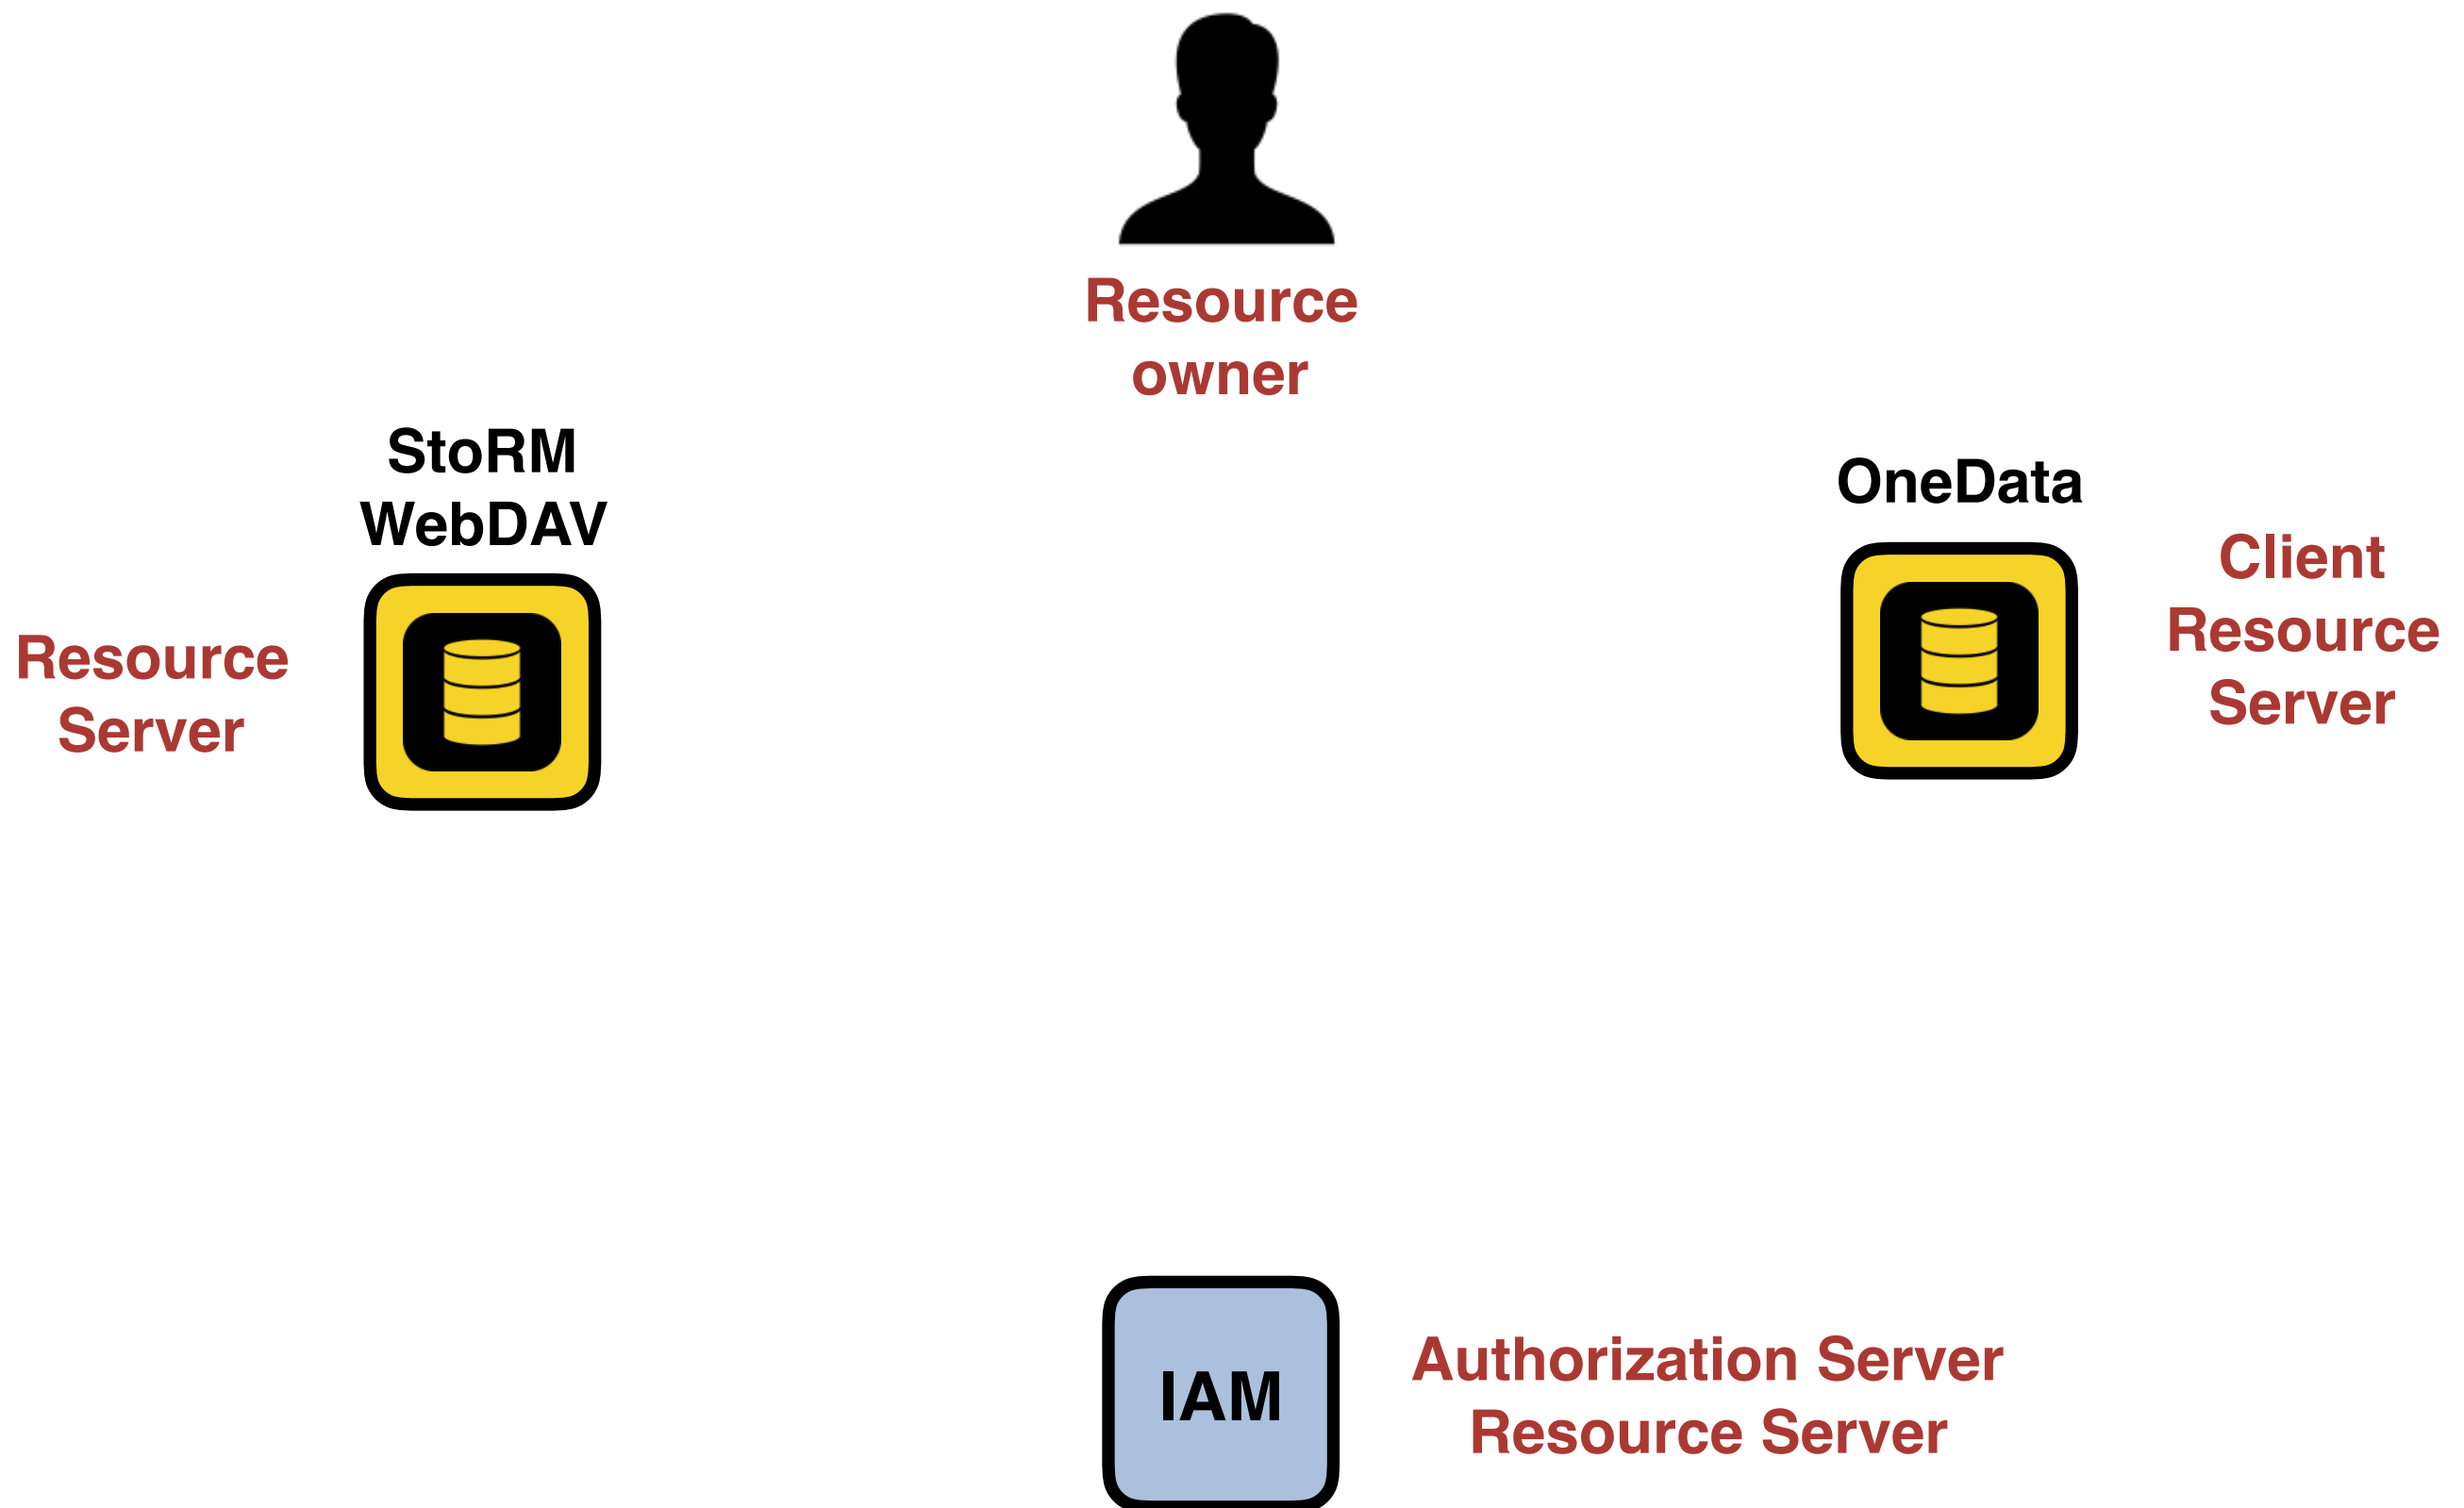 Resource
owner
StoRM
WebDAV
Resource
Server
OneData
Client
Resource
Server
IAM
Authorization Server
Resource Server